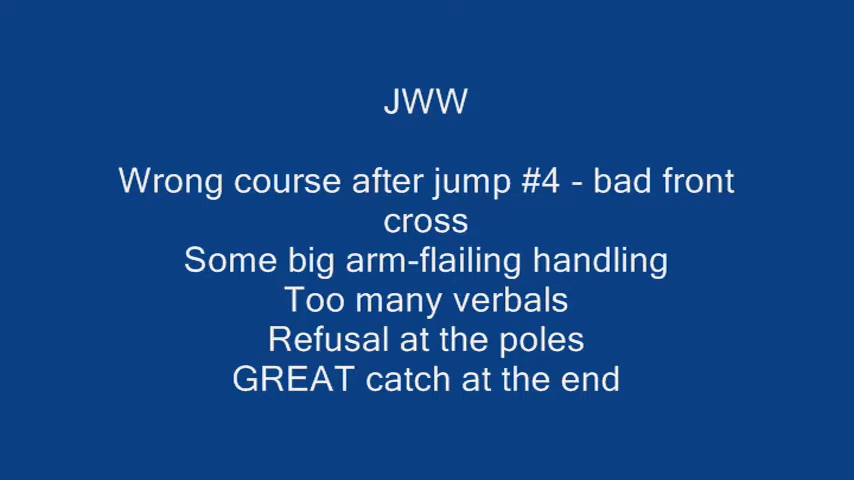 JWW
Wrong course after jump #4 - bad front
cross
Some big arm-flailing handling
Too many verbals
Refusal at the poles
GREAT catch at the end